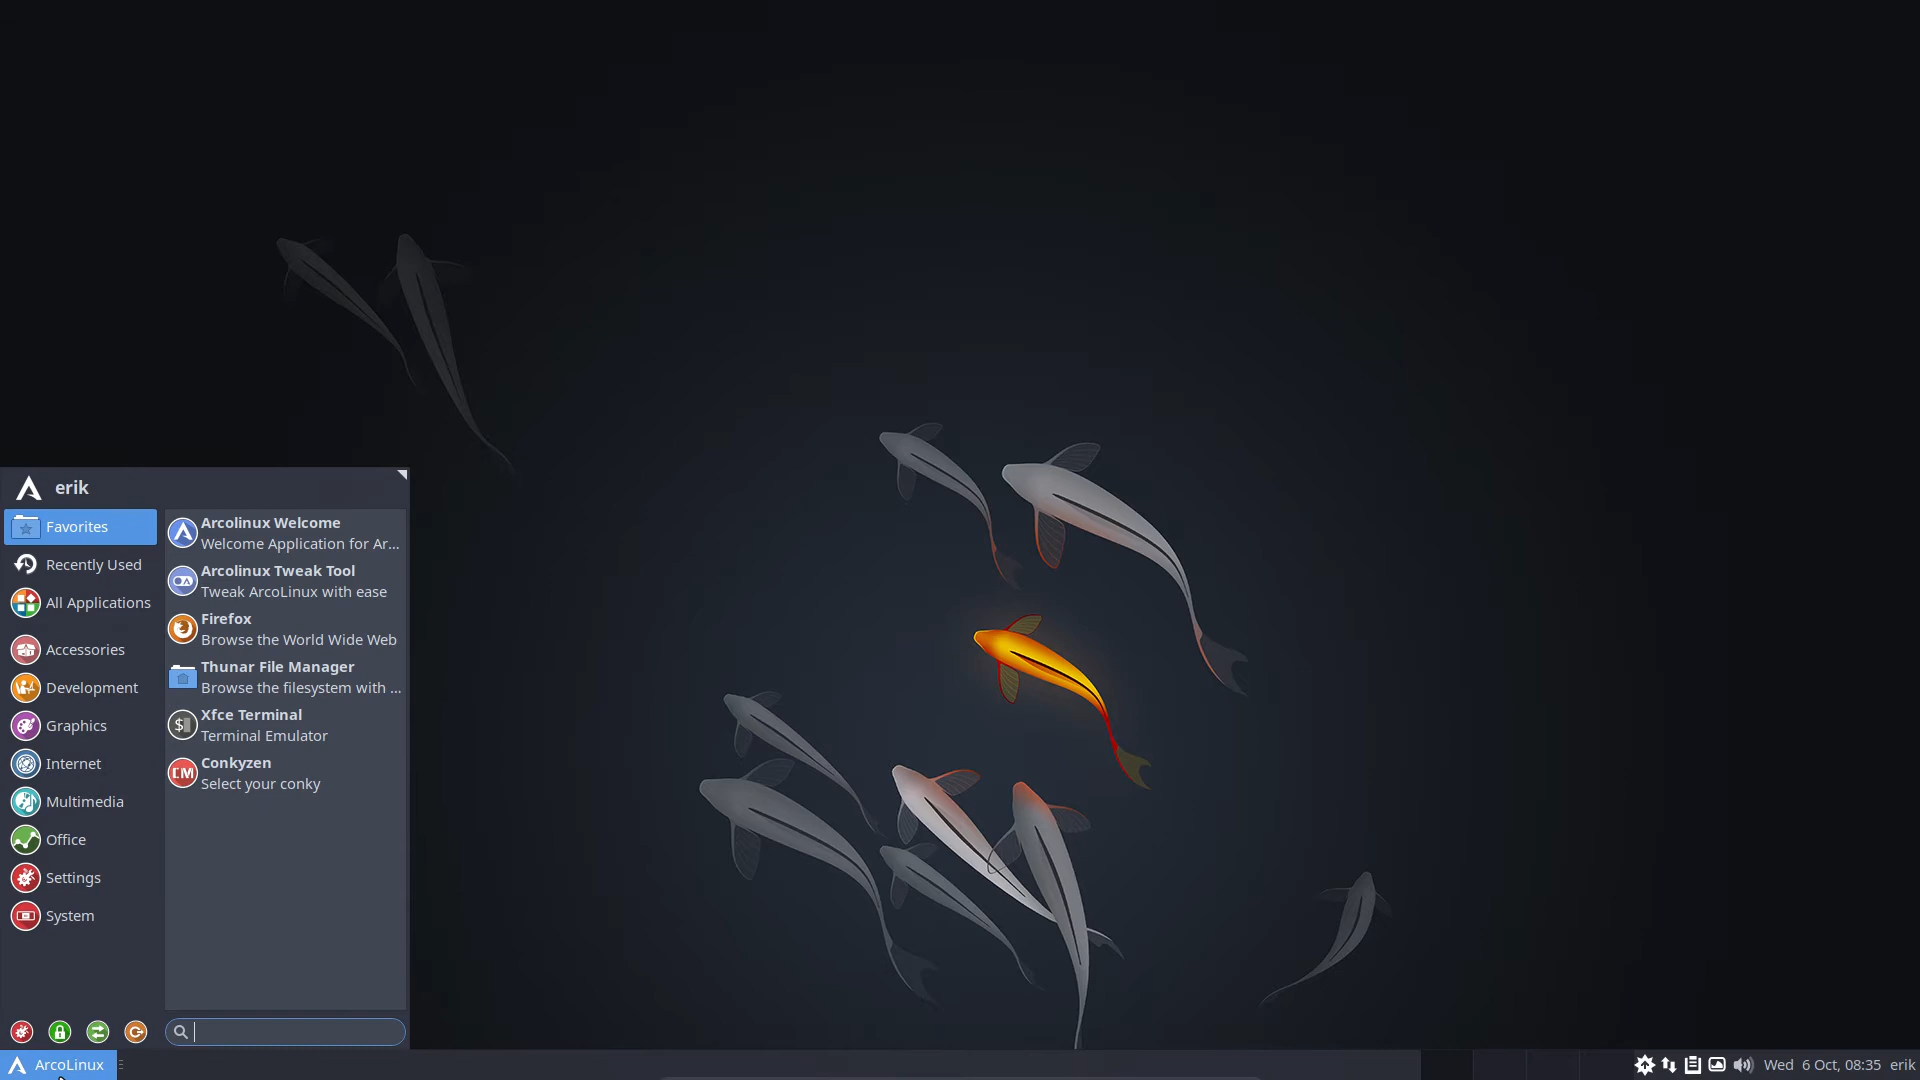 erik
Favorites
Recently Used
All Applications
Accessories
Development
Graphics
Internet
Multimedia
Office
Settings
System
Arcolinux Welcome
Welcome Application for Ar...
Arcolinux Tweak Tool
Tweak ArcoLinux with ease
Firefox
Browse the World Wide Web
Thunar File Manager
Browse the filesystem with ...
Xfce Terminal
Terminal Emulator
Conkyzen
Select your conky
ArcoLinux
Wed 6 Oct, 08:35 erik